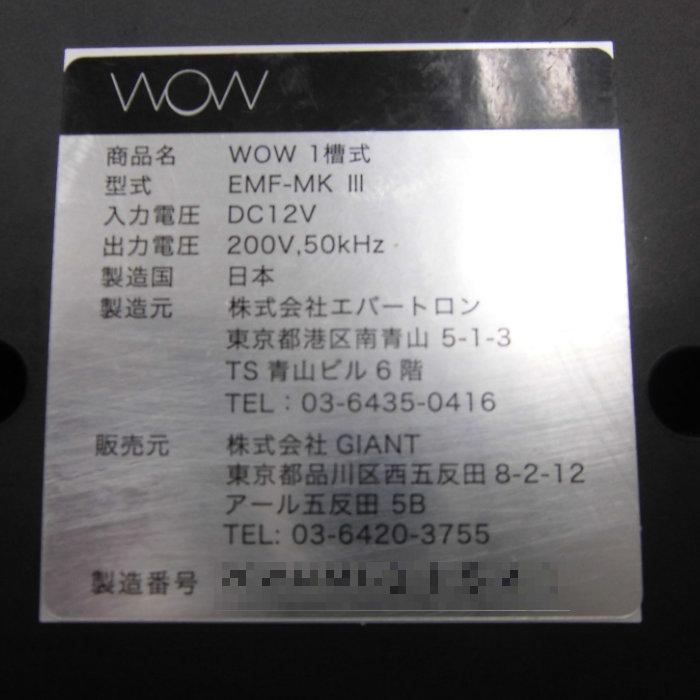 WOW
商品名 WOW 1槽式
型式 EMF-MK Ⅲ
入力電圧 DC12V
出力電圧 200V,50kHz
製造国 日本
製造元 株式会社エバートロン
東京都港区南青山 5-1-3
TS 青山ビル 6 階
TEL：03-6435-0416
販売元 株式会社 GIANT
東京都品川区西五反田 8-2-12
アール五反田 5B
TEL: 03-6420-3755
製造番号